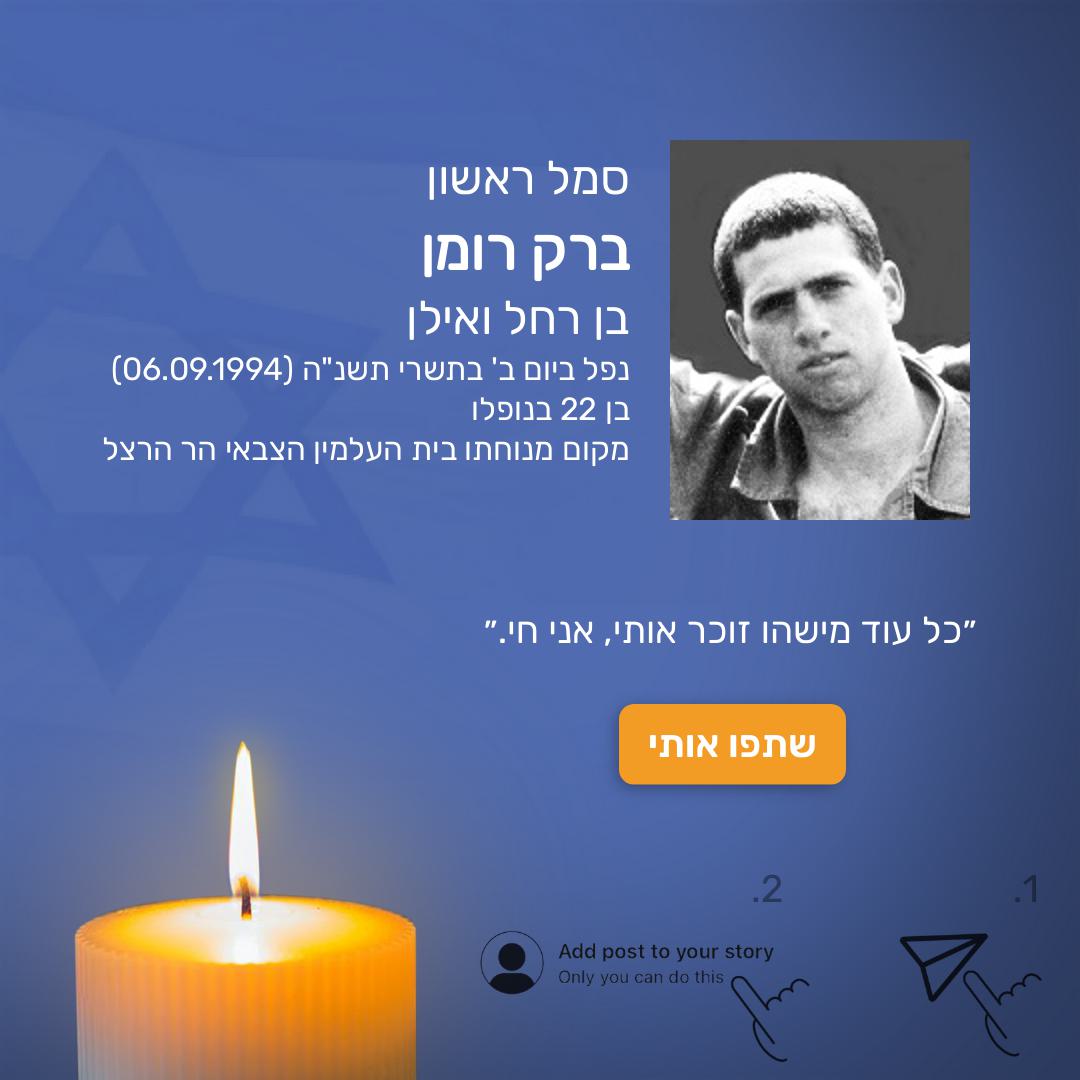 סמל ראשון
ברק רומן
בן רחל ואילן
נפל ביום ב' בתשרי תשנ"ה (06.09.1994)
בן 22 בנופלו
מקום מנוחתו בית העלמין הצבאי הר הרצל
״כל עוד מישהו זוכר אותי, אני חי.״
שתפו אותי
1.
2.
Add post to your story
Only you can do this